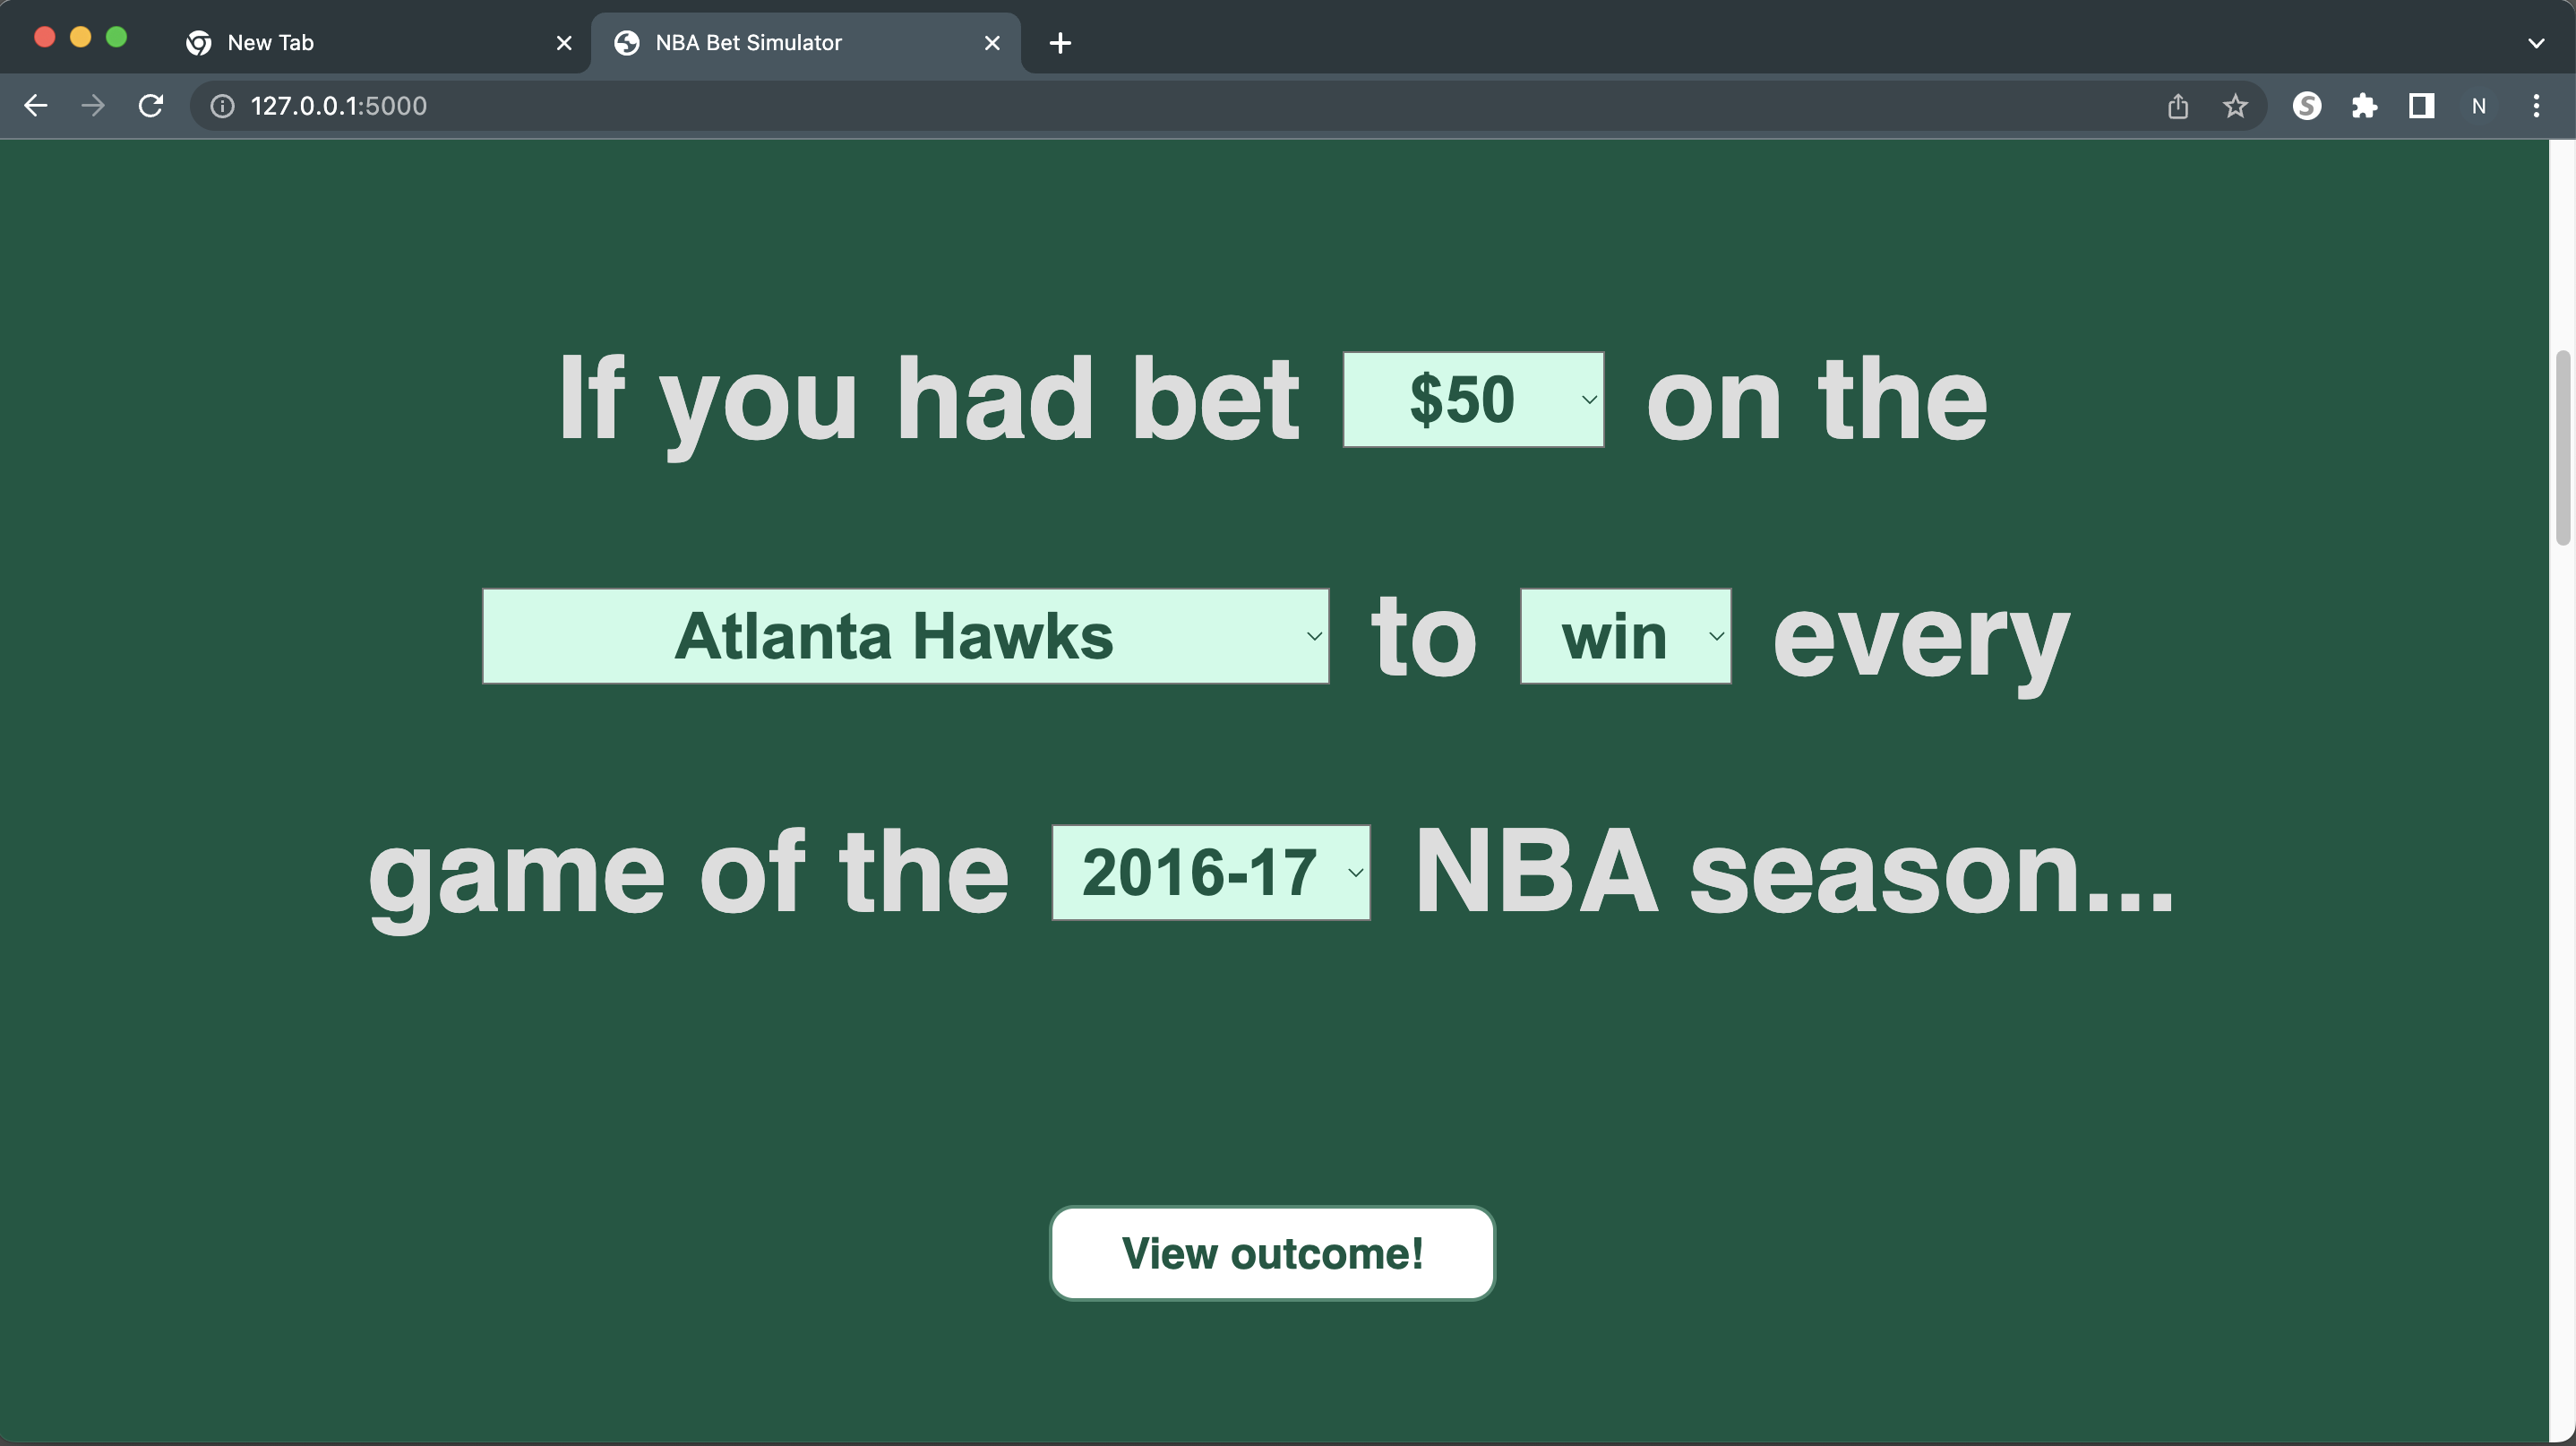 New Tab
NBA Bet Simulator
127.0.0.1:5000
S
N
If you had bet $50 on the
Atlanta Hawks to win every
game of the 2016-17 NBA season...
View outcome!